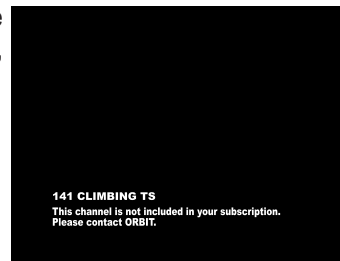 141 CLIMBING TS
This channel is not included in your subscription.
Please contact ORBIT.